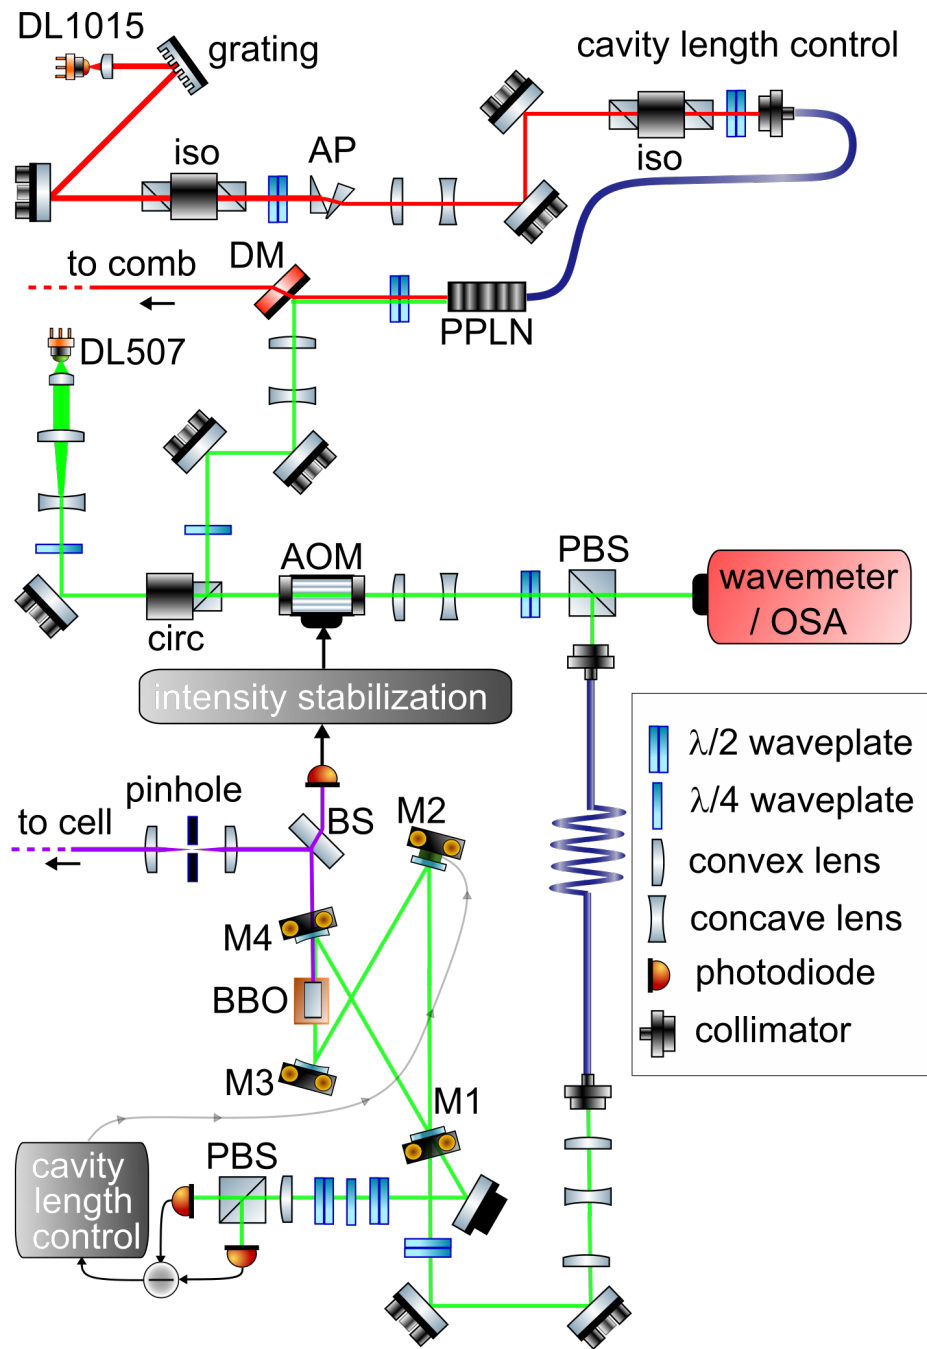 DL1015
grating
cavity length control
iso
AP
iso
DM
to comb
PPLN
DL507
AOM
PBS
wavemeter
/ OSA
circ
intensity stabilization
λ/2 waveplate
λ/4 waveplate
convex lens
concave lens
photodiode
collimator
pinhole
to cell
BS
M2
M4
BBO
M3
M1
PBS
cavity
length
control